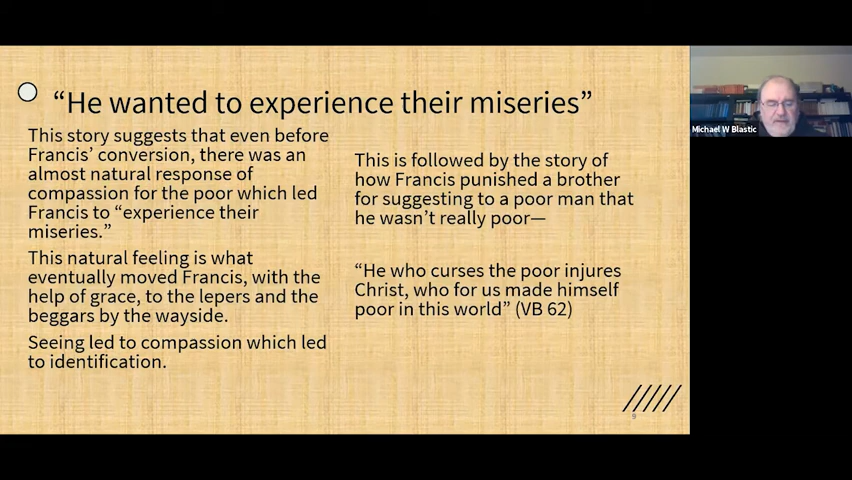 “He wanted to experience their miseries”
This story suggests that even before
Francis’ conversion, there was an
almost natural response of
compassion for the poor which led
Francis to “experience their
miseries.”
This natural feeling is what
eventually moved Francis, with the
help of grace, to the lepers and the
beggars by the wayside.
Seeing led to compassion which led
to identification.
This is followed by the story of
how Francis punished a brother
for suggesting to a poor man that
he wasn’t really poor—
“He who curses the poor injures
Christ, who for us made himself
poor in this world” (VB 62)
9
Michael W Blastic